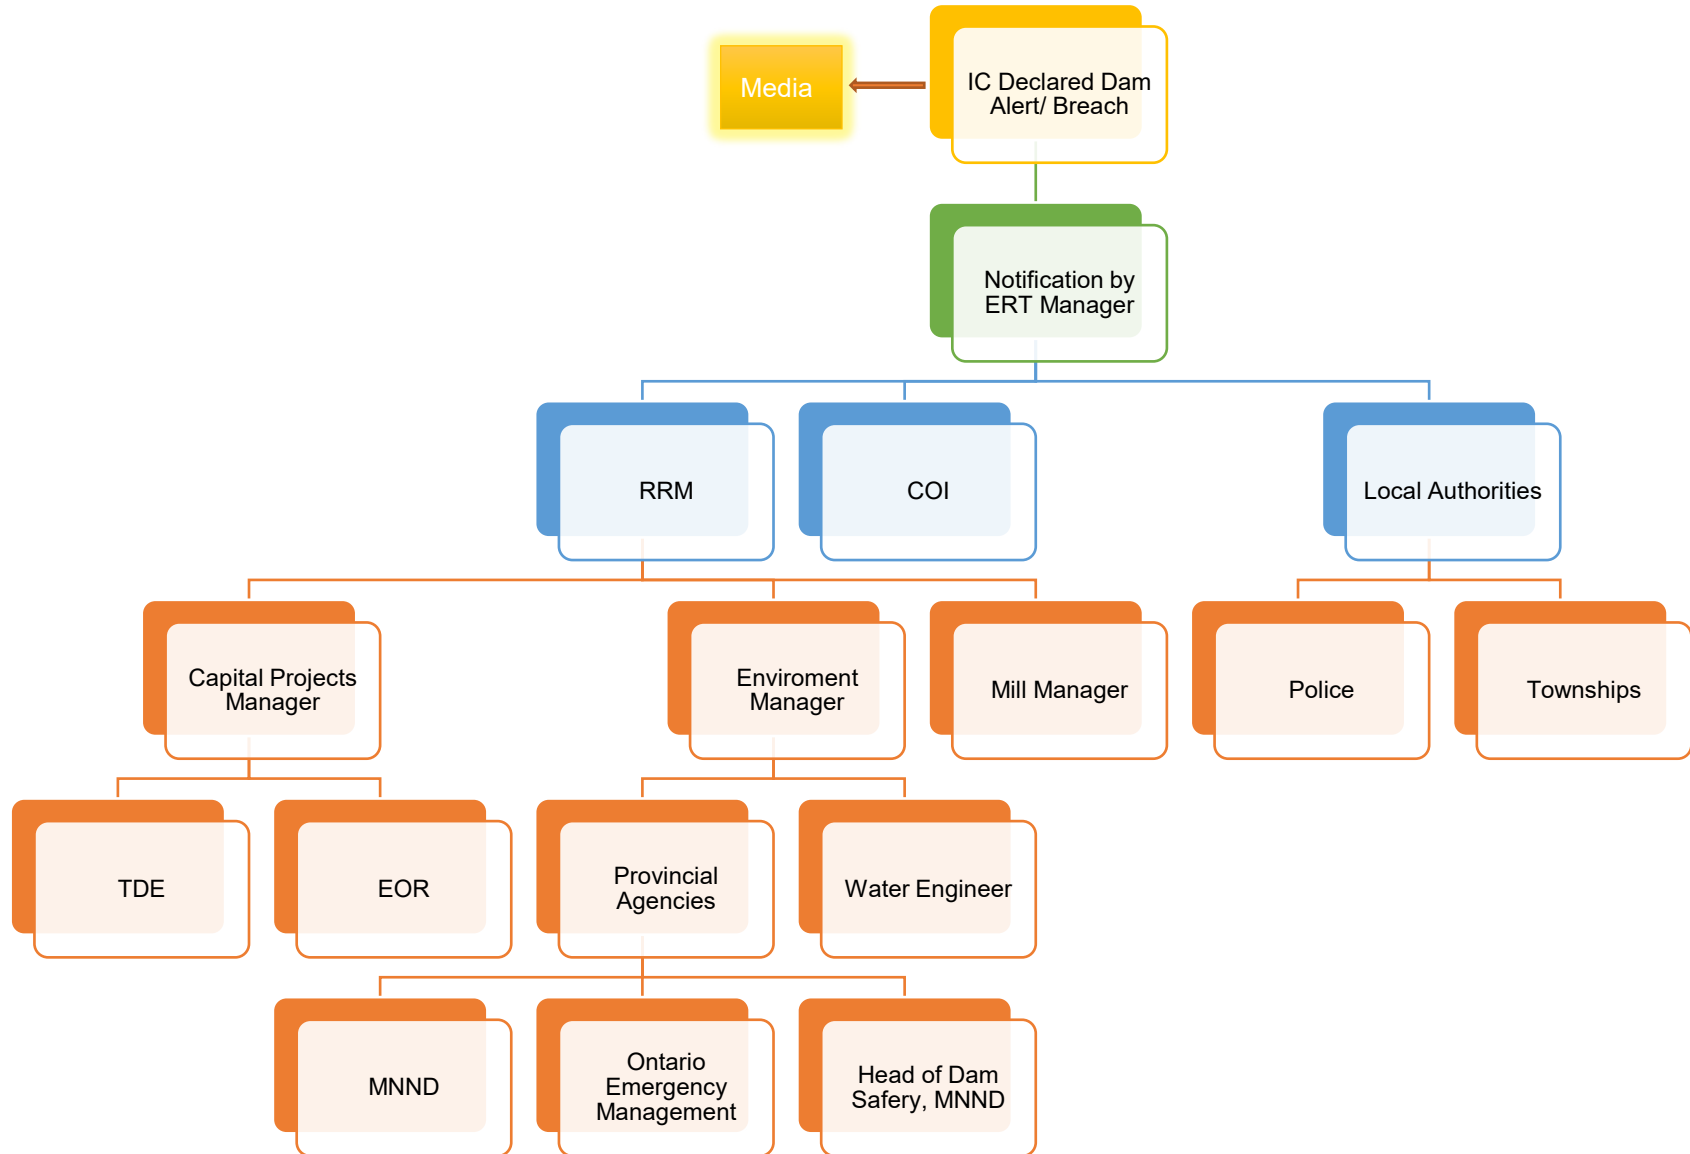 Media
IC Declared Dam
Alert/ Breach
Notification by
ERT Manager
RRM
COI
Local Authorities
Capital Projects
Manager
Enviroment
Manager
Mill Manager
Police
Townships
TDE
EOR
Provincial
Agencies
Water Engineer
MNND
Ontario
Emergency
Management
Head of Dam
Safery, MNND